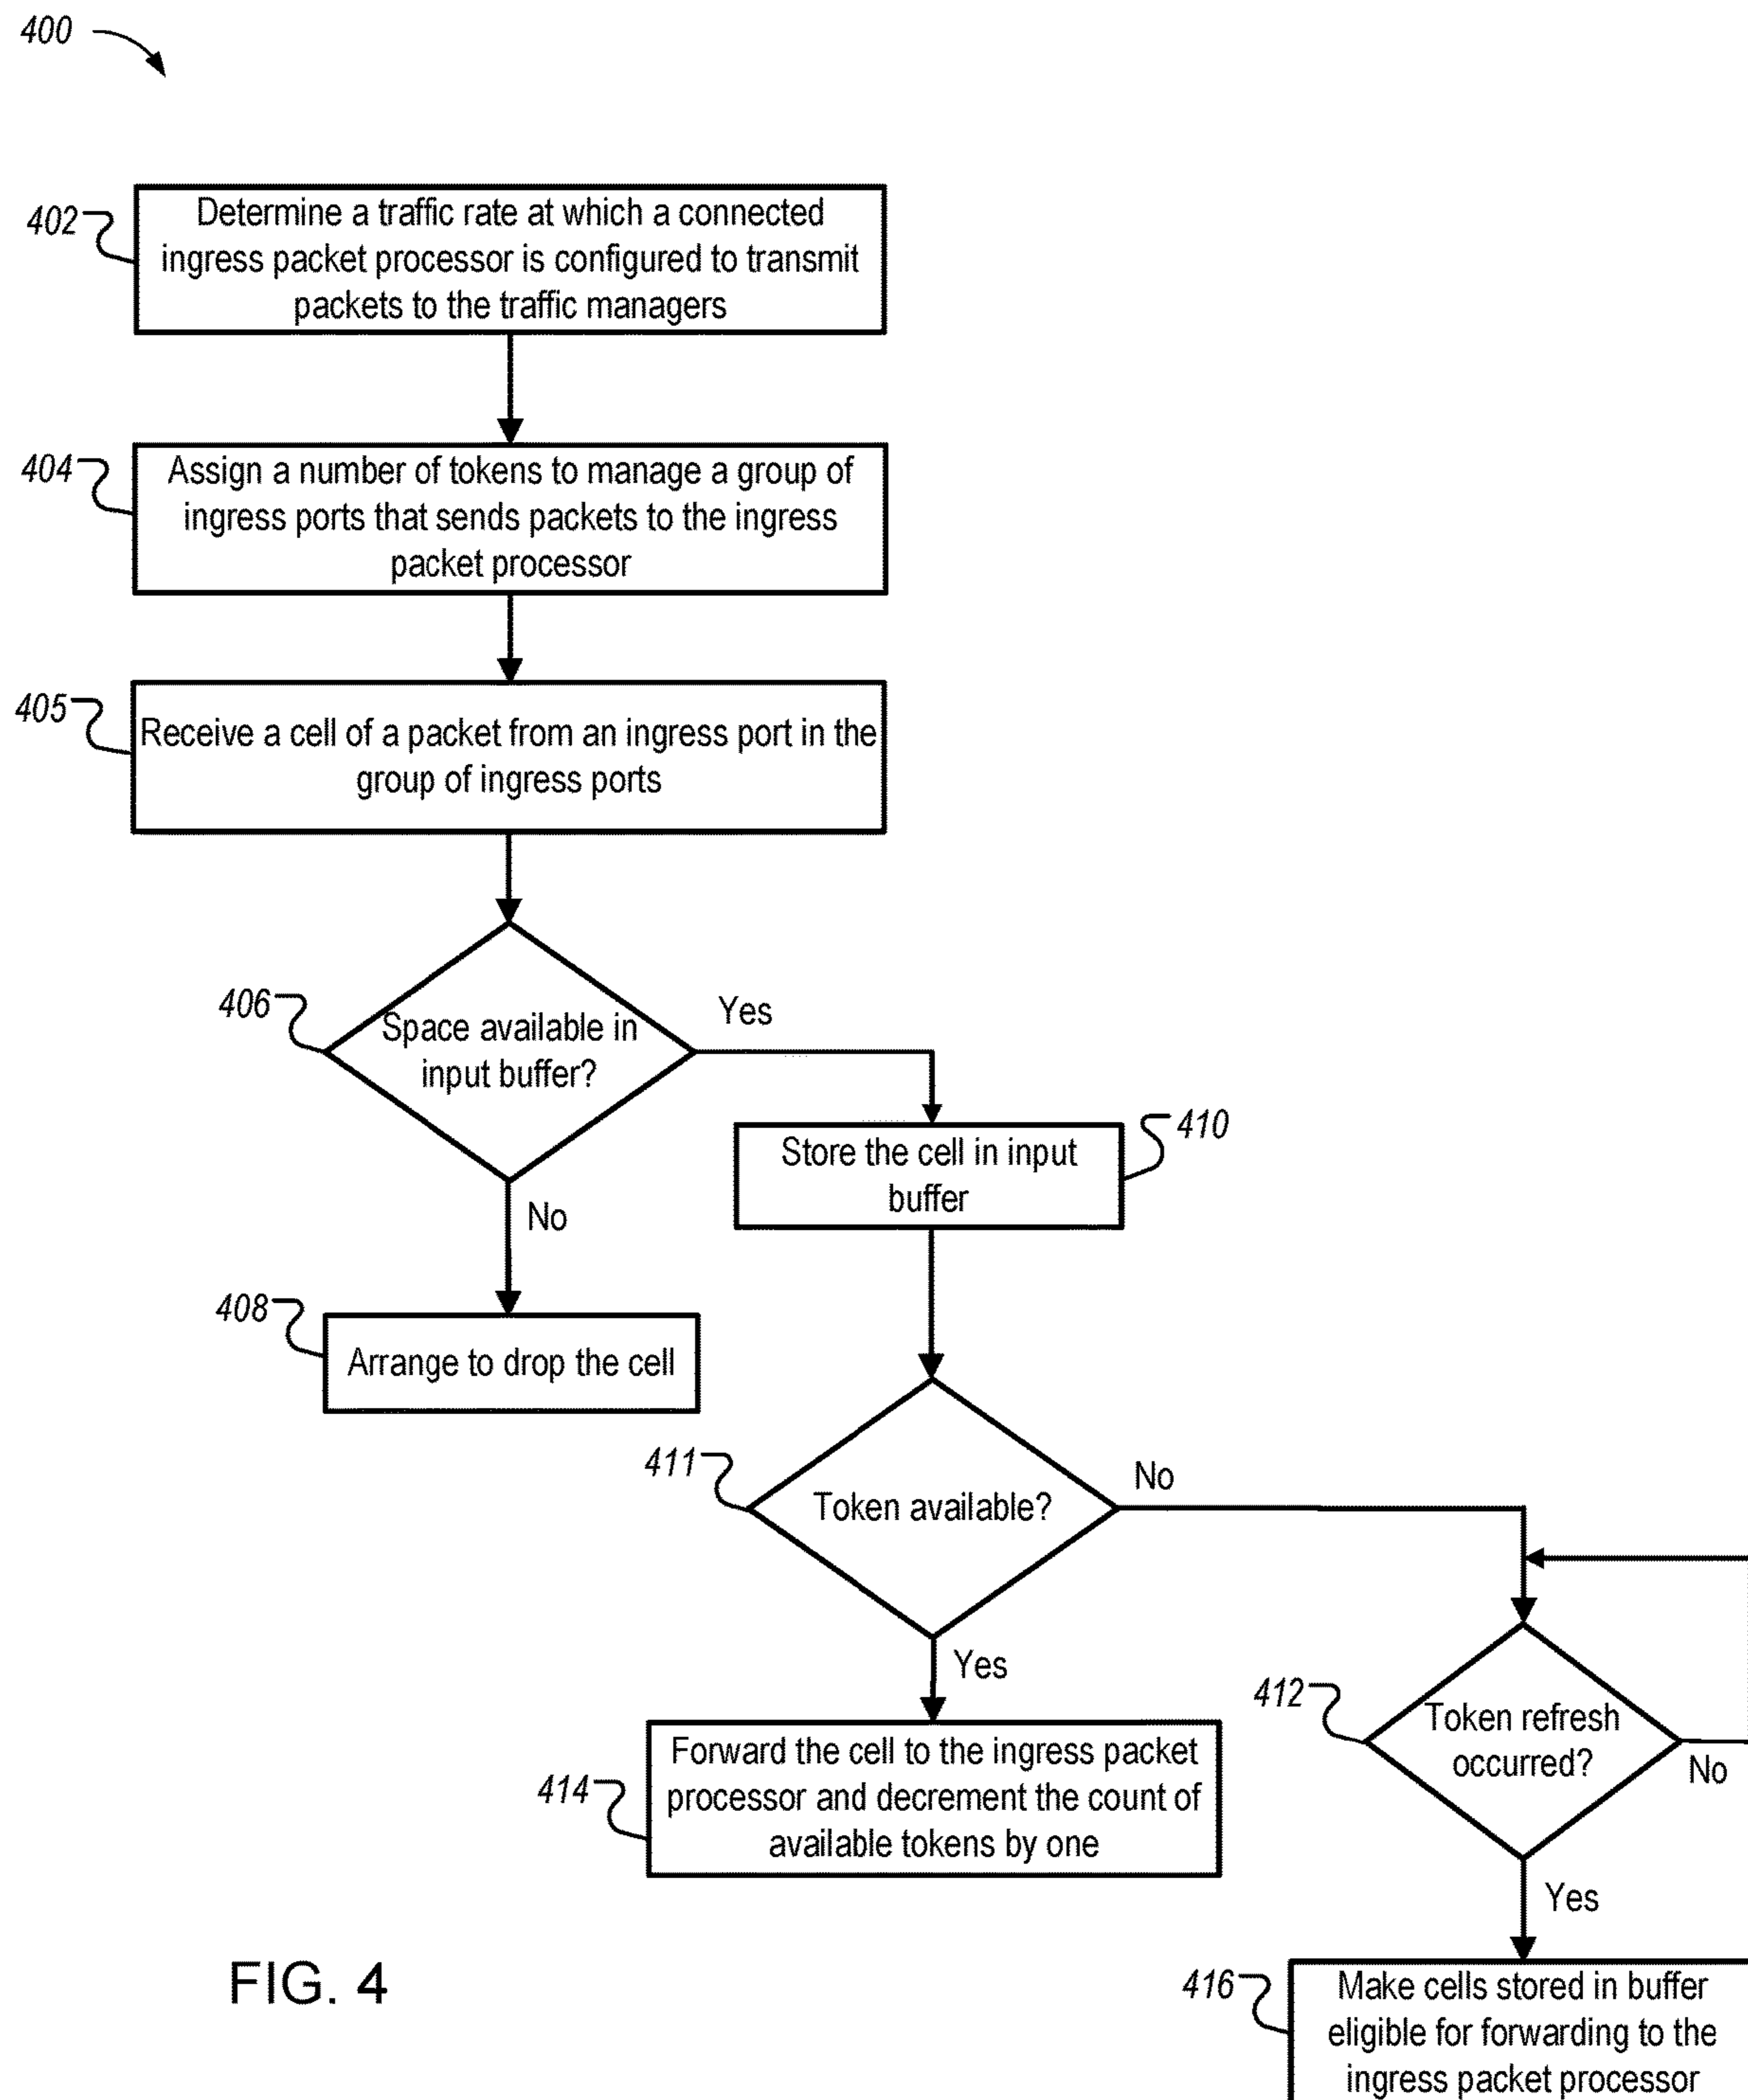 400
402
Determine a traffic rate at which a connected
ingress packet processor is configured to transmit
packets to the traffic managers
404
Assign a number of tokens to manage a group of
ingress ports that sends packets to the ingress
packet processor
405
Receive a cell of a packet from an ingress port in the
group of ingress ports
406
Space available in
input buffer?
Yes
No
410
Store the cell in input
buffer
408
Arrange to drop the cell
411
Token available?
No
Yes
412
Token refresh
occurred?
No
Yes
414
Forward the cell to the ingress packet
processor and decrement the count of
available tokens by one
416
Make cells stored in buffer
eligible for forwarding to the
ingress packet processor
FIG. 4